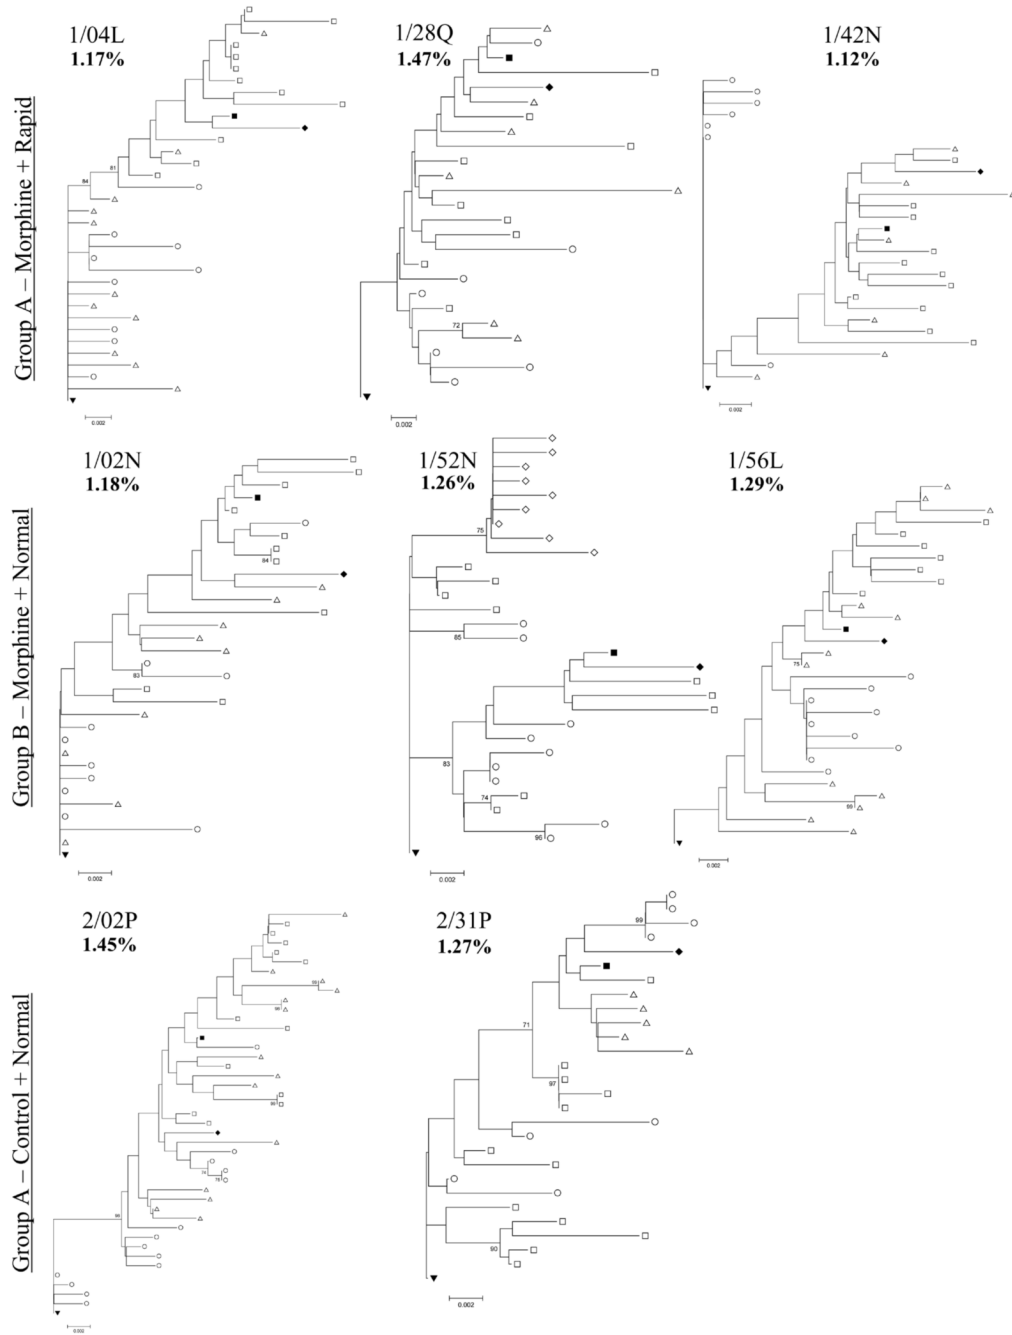 Group A – Morphine + Rapid
1/04L
1.17%
81
84
0.002
1/28Q
1.47%
72
0.002
1/42N
1.12%
0.002
Group B – Morphine + Normal
1/02N
1.18%
84
83
0.002
1/52N
1.26%
75
85
83
74
96
0.002
1/56L
1.29%
75
99
0.002
Group A – Control + Normal
2/02P
1.45%
0.002
2/31P
1.27%
99
71
97
90
0.002